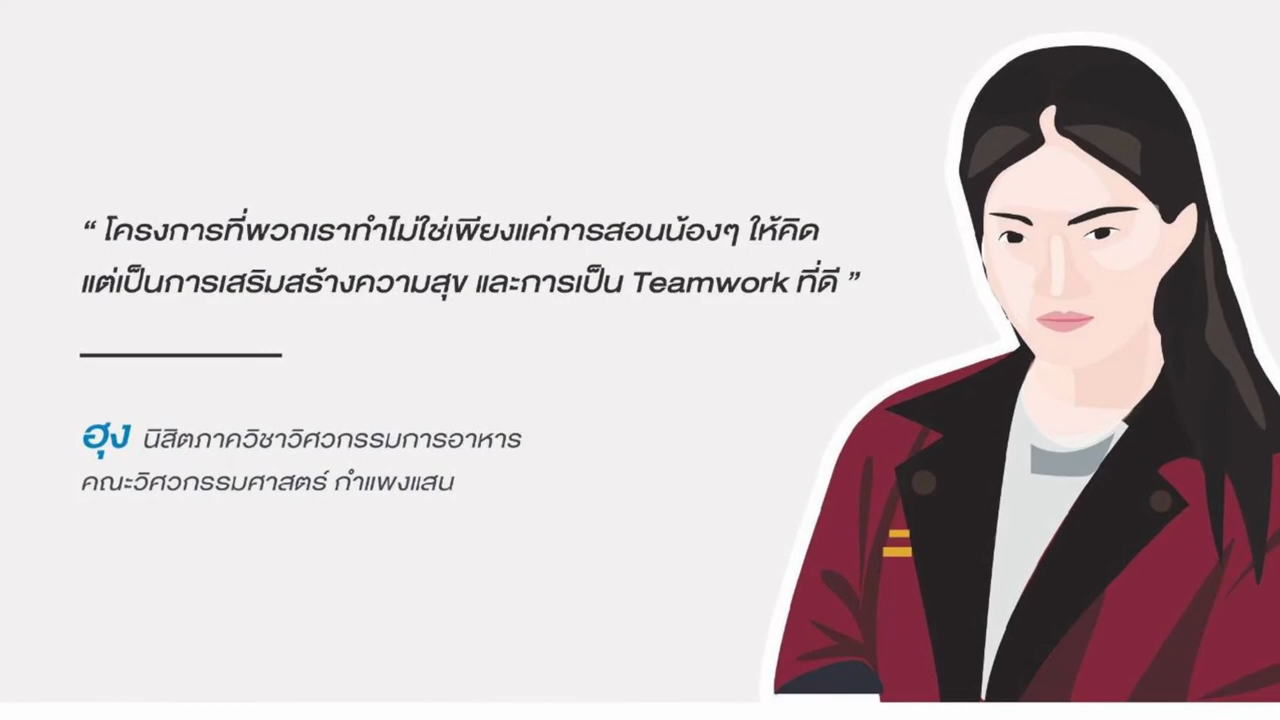 “ โครงการที่พวกเราทำไม่ใช่เพียงแค่การสอนน้องๆ ให้คิด
แต่เป็นการเสริมสร้างความสุข และการเป็น Teamwork ที่ดี ”
ฮุง นิสิตภาควิชาวิศวกรรมการอาหาร
คณะวิศวกรรมศาสตร์ กำแพงแสน